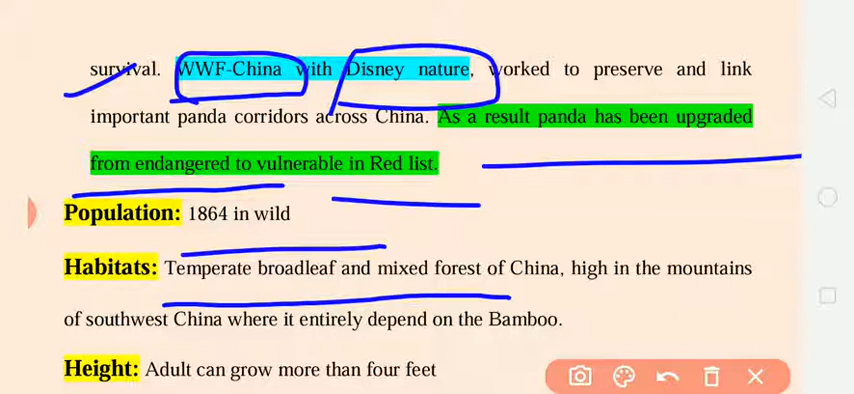 survival. WWF-China with Disney nature, worked to preserve and link
important panda corridors across China. As a result panda has been upgraded
from endangered to vulnerable in Red list.
Population: 1864 in wild
Habitats: Temperate broadleaf and mixed forest of China, high in the mountains
of southwest China where it entirely depend on the Bamboo.
Height: Adult can grow more than four feet